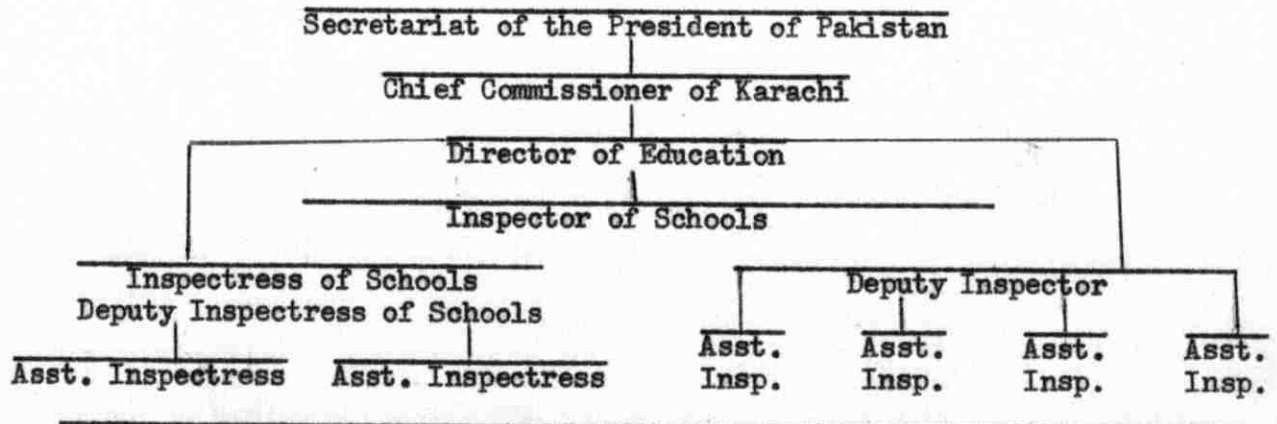 Secretariat of the President of Pakistan
Chief Commissioner of Karachi
Director of Education
Inspector of Schools
Inspectress of Schools
Deputy Inspectress of Schools
Asst. Inspectress
Asst. Inspectress
Deputy Inspector
Asst. Insp.
Asst. Insp.
Asst. Insp.
Asst. Insp.